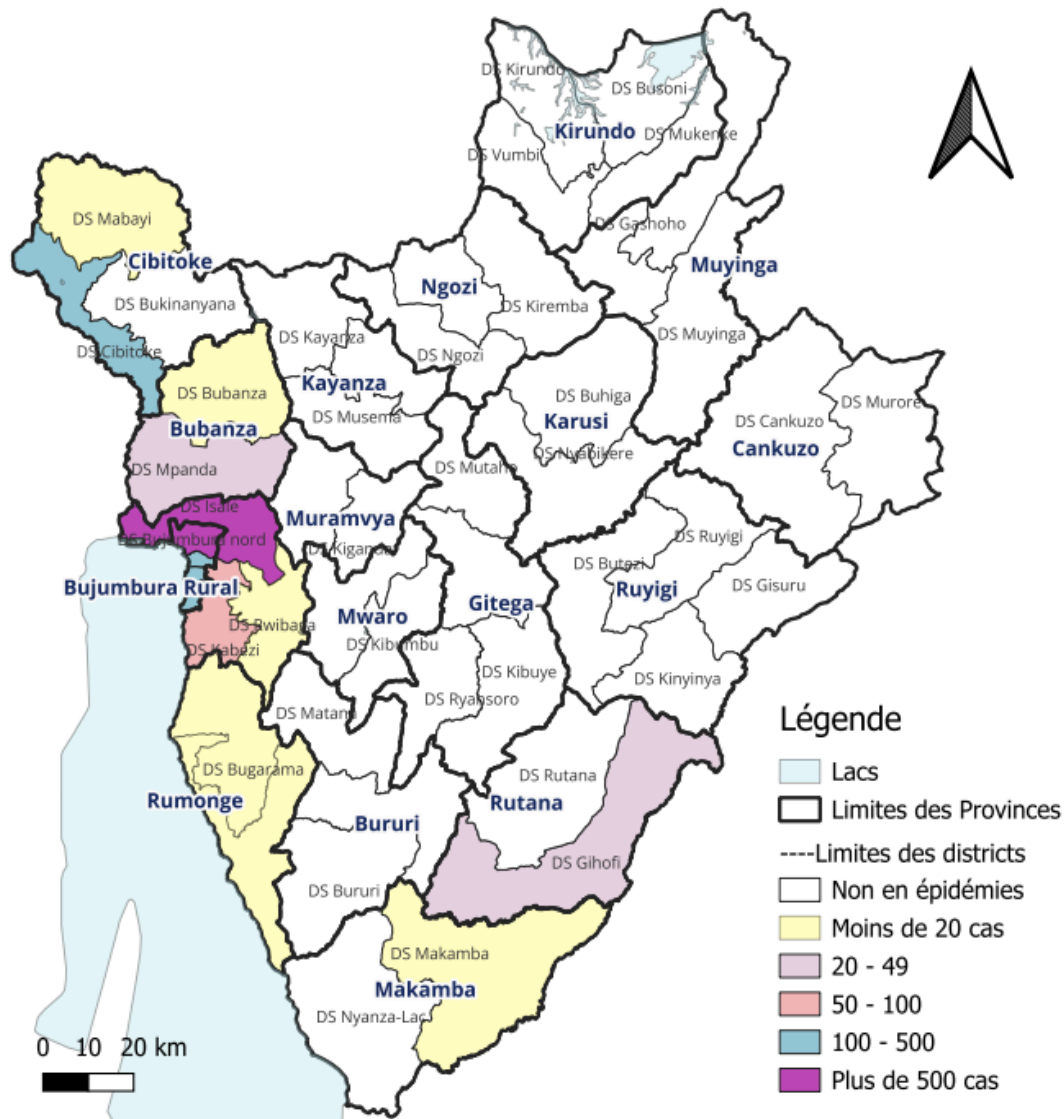 DS Kirundo
DS Busoni
Kirundo
DS Mukenke
DS Vumbi
DS Mabayi
DS Gashoho
Cibitoke
Muyinga
Ngozi
DS Bukinanyana
DS Kiremba
DS Kayanza
DS Muyinga
DS Cibitoke
DS Ngozi
Kayanza
DS Bubanza
DS Buhiga
DS Murore
DS Musema
Karusi
DS Cankuzo
Bubanza
Cankuzo
DS Nyabikere
DS Mutaho
DS Mpanda
DS Isale
Muramvya
DS Ruyigi
DS Bujumbura nord
DS Kiganda
DS Butezi
DS Gisuru
Bujumbura Rural
Ruyigi
Gitega
Mwaro
DS Rwibaga
DS Kibumbu
DS Kabezi
DS Kibuye
DS Kinyinya
DS Ryansoro
DS Matana
DS Bugarama
DS Rutana
Rumonge
Rutana
Bururi
DS Gihofi
DS Bururi
DS Makamba
Makamba
DS Nyanza-Lac
Légende
Lacs
Limites des Provinces
Limites des districts
Non en épidémies
Moins de 20 cas
20 - 49
50 - 100
100 - 500
Plus de 500 cas
0 10 20 km